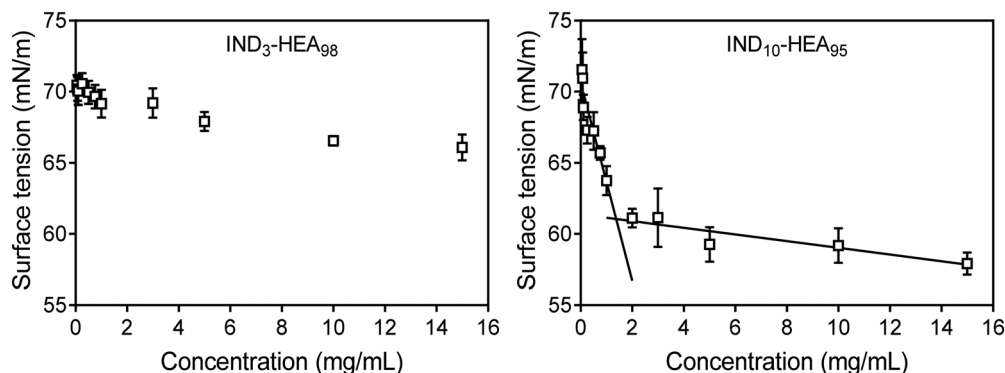 75
70
65
60
55
Surface tension (mN/m)
IND₃-HEA₉₈
0 2 4 6 8 10 12 14 16
Concentration (mg/mL)
75
70
65
60
55
Surface tension (mN/m)
IND₁₀-HEA₉₅
0 2 4 6 8 10 12 14 16
Concentration (mg/mL)